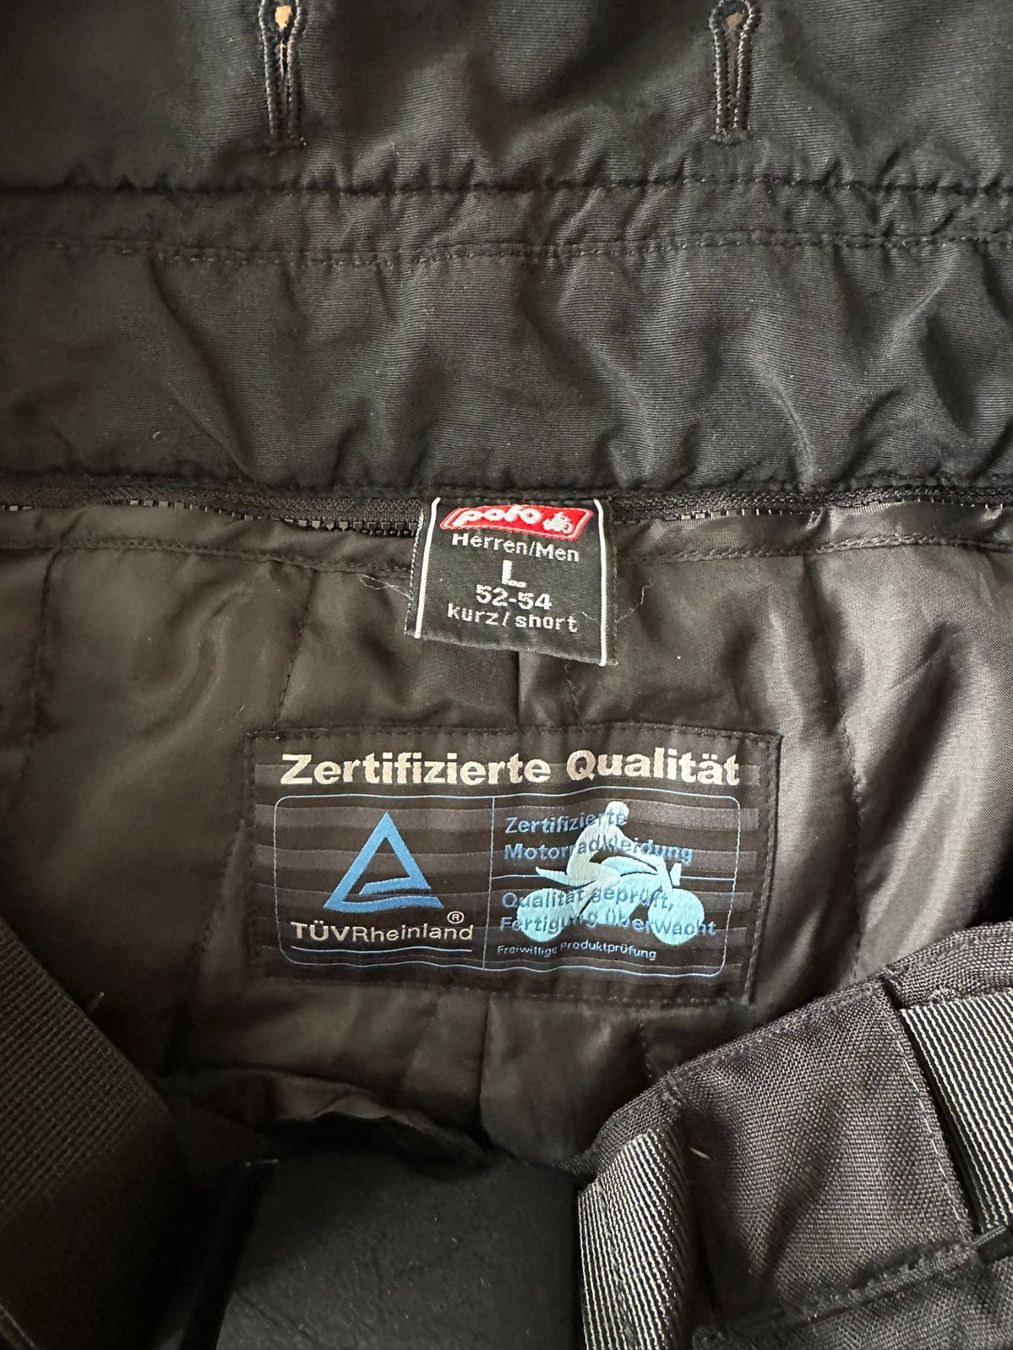 polo
Herren/Men
L
52-54
kurz/short
Zertifizierte Qualität
TÜVRheinland®
Zertifizierte
Motorradkleidung
Qualität geprüft,
Fertigung überwacht
Freiwillige Produktprüfung